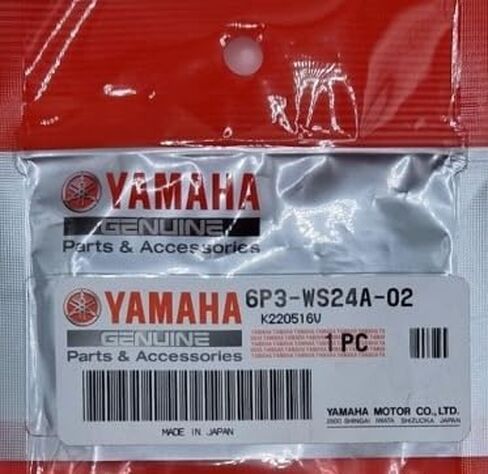 YAMAHA
GENUINE
Parts & Accessories
YAMAHA
GENUINE
Parts & Accessories
6P3-WS24A-02
K220516V
1 PC
MADE IN JAPAN
YAMAHA MOTOR CO., LTD.
2500 SHINGAI IWATA SHIZUOKA JAPAN